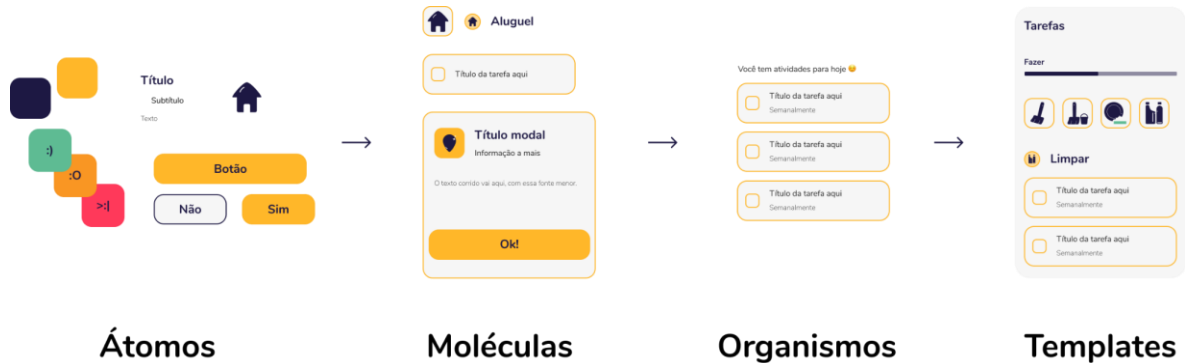 :)
:O
>:|
Título
Subtítulo
Texto
Botão
Não
Sim
Átomos
Aluguel
Título da tarefa aqui
Título modal
Informação a mais
O texto corrido vai aqui, com essa fonte menor.
Ok!
Moléculas
Você tem atividades para hoje 😊
Título da tarefa aqui
Semanalmente
Título da tarefa aqui
Semanalmente
Título da tarefa aqui
Semanalmente
Organismos
Tarefas
Fazer
Limpar
Título da tarefa aqui
Semanalmente
Título da tarefa aqui
Semanalmente
Templates